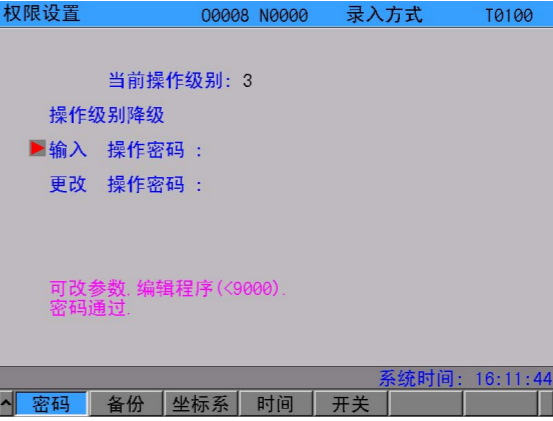 权限设置 O0008 N0000 录入方式 T0100
当前操作级别: 3
操作级别降级
输入 操作密码 :
更改 操作密码 :
可改参数.编辑程序(<9000).
密码通过.
系统时间: 16:11:44
^ 密码 备份 坐标系 时间 开关